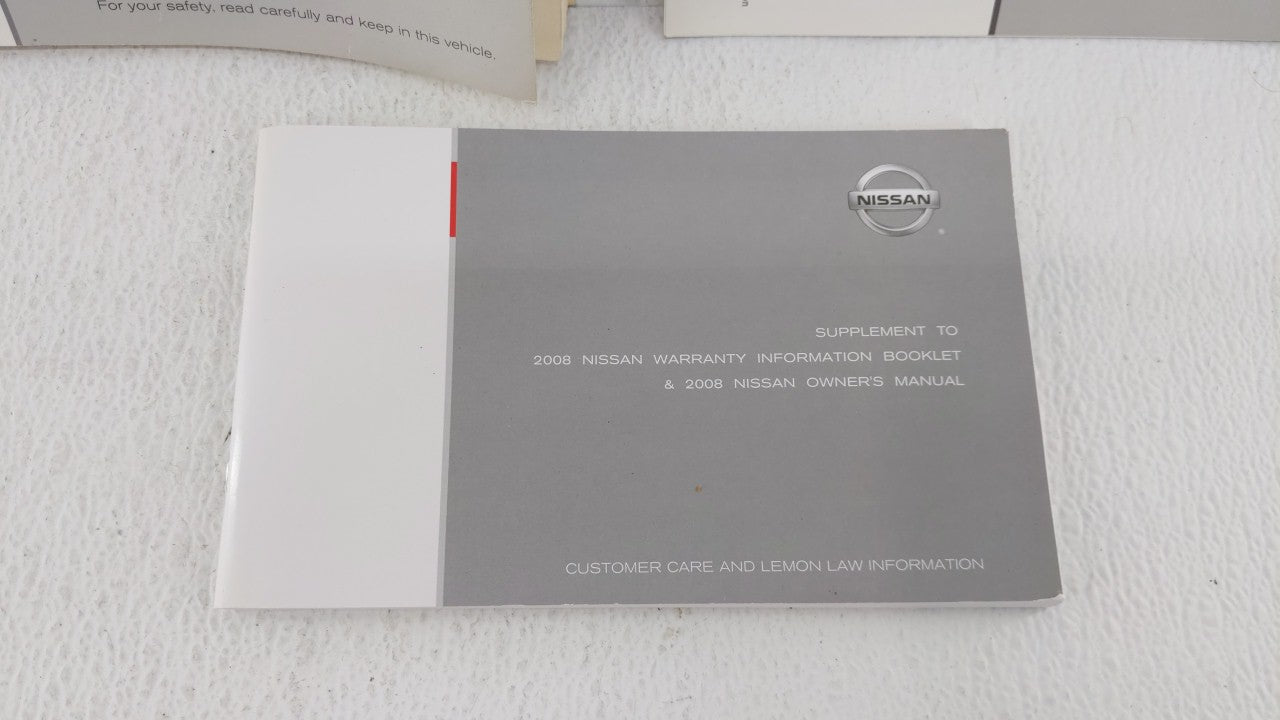 For your safety, read carefully and keep in this vehicle.
NISSAN
SUPPLEMENT TO
2008 NISSAN WARRANTY INFORMATION BOOKLET
& 2008 NISSAN OWNER'S MANUAL
CUSTOMER CARE AND LEMON LAW INFORMATION